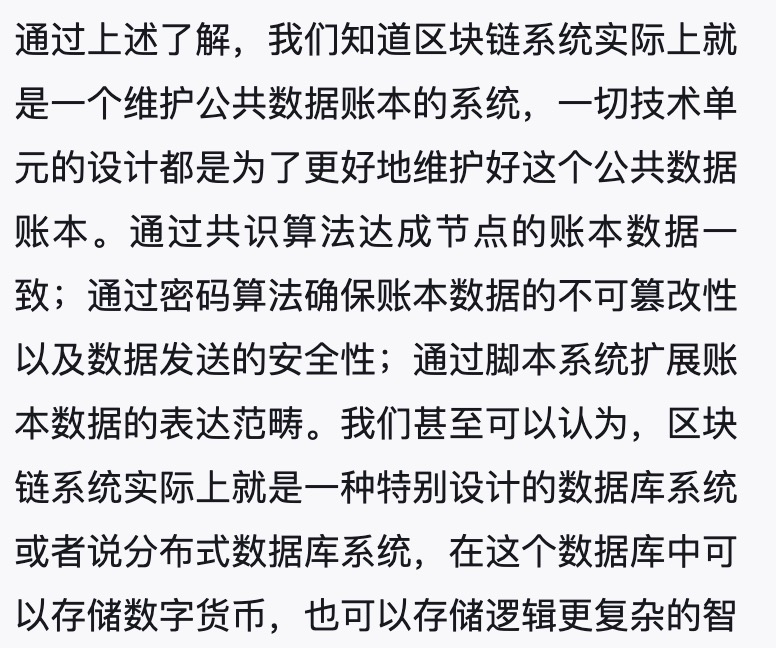 通过上述了解，我们知道区块链系统实际上就
是一个维护公共数据账本的系统，一切技术单
元的设计都是为了更好地维护好这个公共数据
账本。通过共识算法达成节点的账本数据一
致；通过密码算法确保账本数据的不可篡改性
以及数据发送的安全性；通过脚本系统扩展账
本数据的表达范畴。我们甚至可以认为，区块
链系统实际上就是一种特别设计的数据库系统
或者说分布式数据库系统，在这个数据库中可
以存储数字货币，也可以存储逻辑更复杂的智